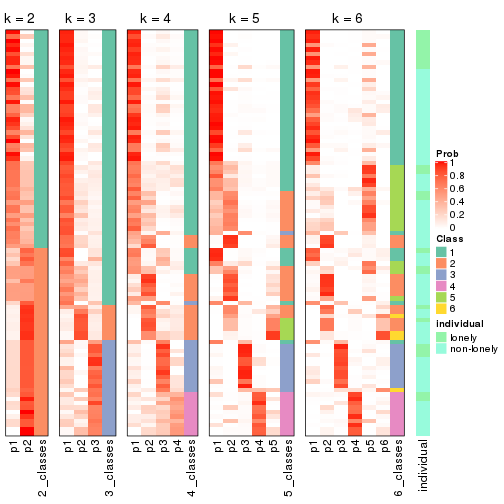 k = 2 k = 3 k = 4 k = 5 k = 6
Prob
1
0.8
0.6
0.4
0.2
0
Class
1
2
3
4
5
6
individual
lonely
non-lonely
p1 p2 2_classes p1 p2 p3 3_classes p1 p2 p3 p4 4_classes p1 p2 p3 p4 p5 5_classes p1 p2 p3 p4 p5 p6 6_classes individual